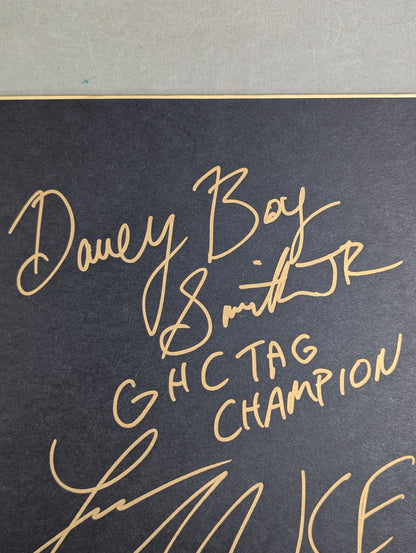 Davey Boy
Smith JR
GHC TAG
CHAMPION